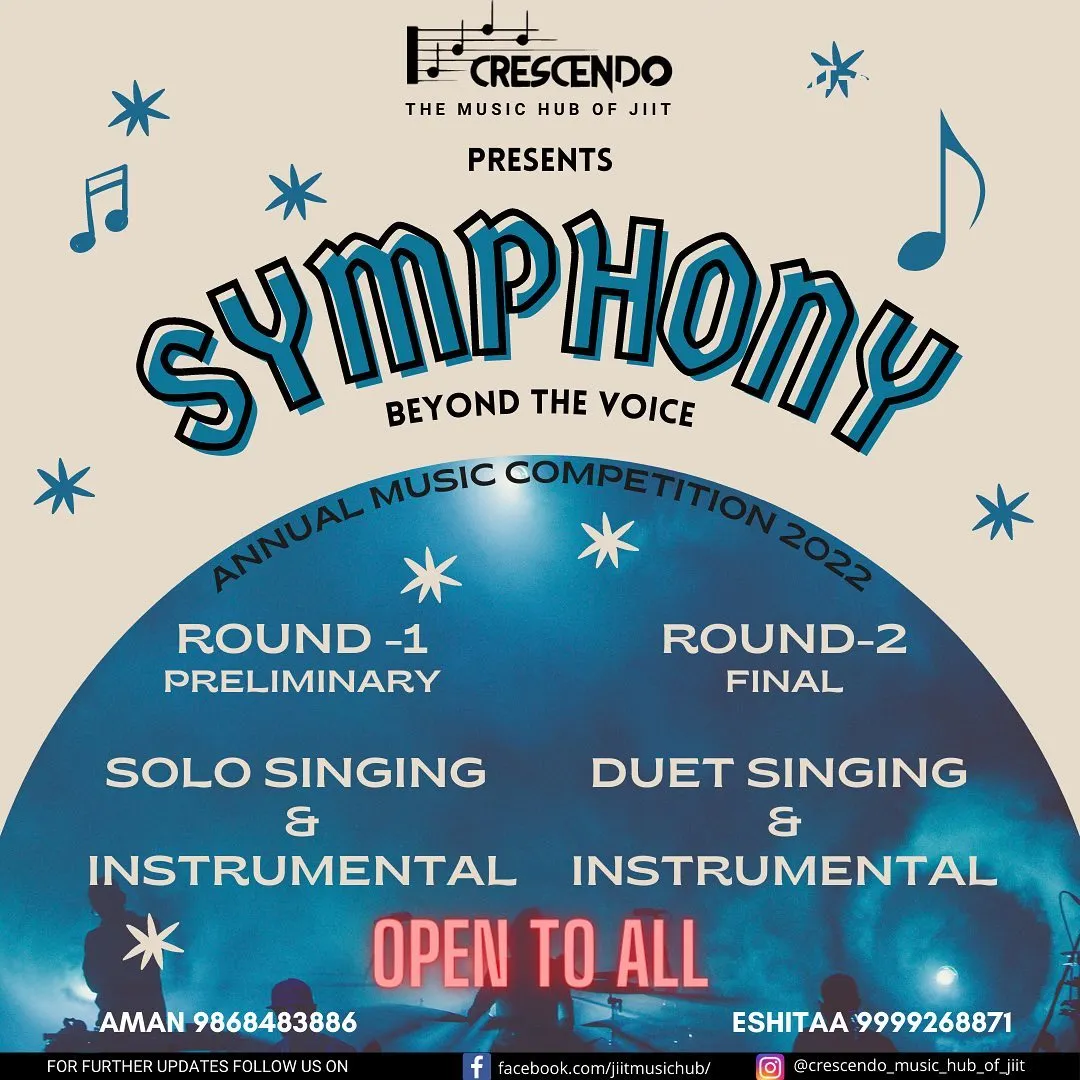 CRESCENDO
THE MUSIC HUB OF JIIT
PRESENTS
SYMPHONY
BEYOND THE VOICE
ANNUAL MUSIC COMPETITION 2022
ROUND -1
PRELIMINARY
SOLO SINGING
&
INSTRUMENTAL
ROUND-2
FINAL
DUET SINGING
&
INSTRUMENTAL
OPEN TO ALL
AMAN 9868483886
ESHITAA 9999268871
FOR FURTHER UPDATES FOLLOW US ON
facebook.com/jiitmusichub/
@crescendo_music_hub_of_jiit